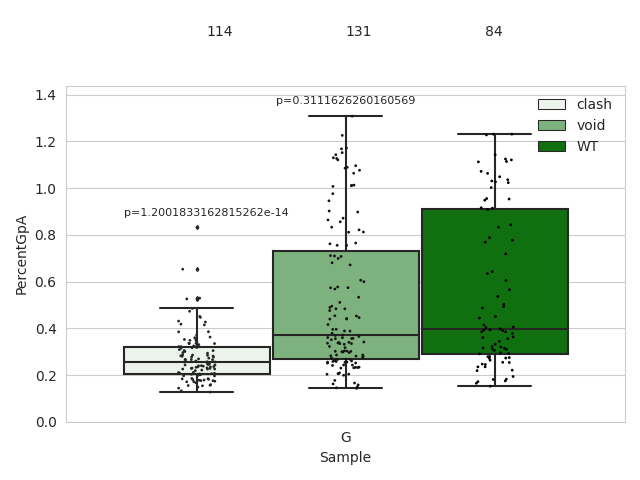 114 131 84
1.4
1.2
1.0
0.8
0.6
0.4
0.2
0.0
PercentGpA
p=1.2001833162815262e-14
p=0.3111626260160569
clash
void
WT
G
Sample